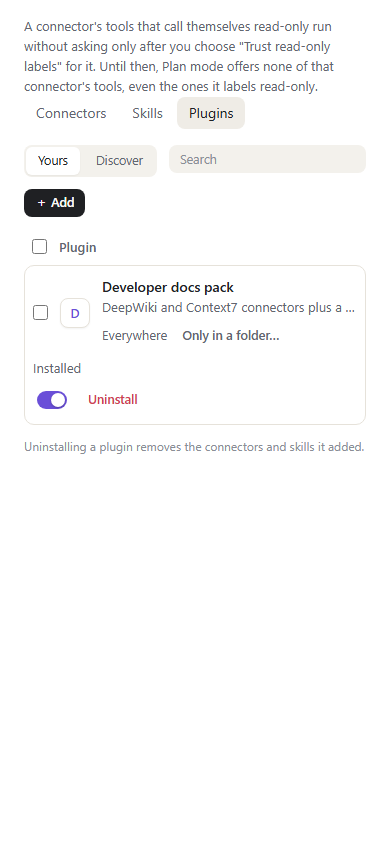 A connector's tools that call themselves read-only run
without asking only after you choose "Trust read-only
labels" for it. Until then, Plan mode offers none of that
connector's tools, even the ones it labels read-only.
Connectors Skills Plugins
Yours Discover Search
+ Add
Plugin
Developer docs pack
D DeepWiki and Context7 connectors plus a ...
Everywhere Only in a folder...
Installed
Uninstall
Uninstalling a plugin removes the connectors and skills it added.